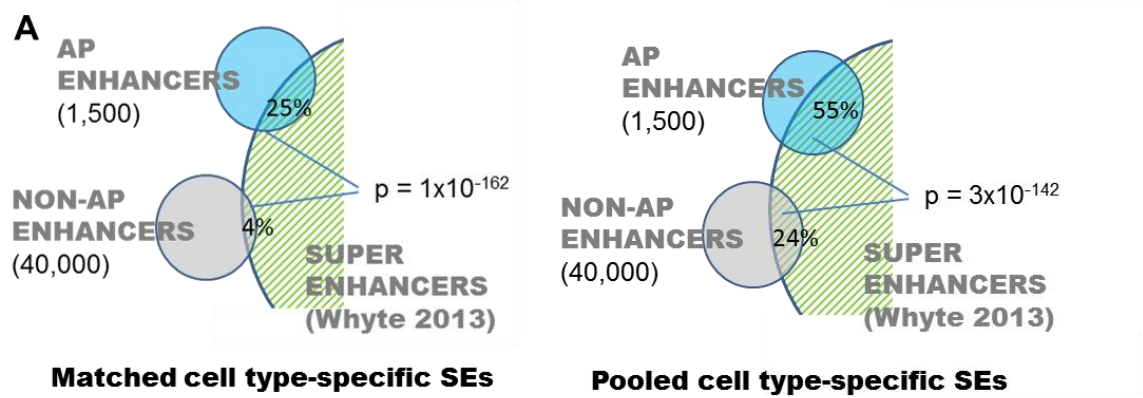 A
AP
ENHANCERS
(1,500)
25%
p = 1x10⁻¹⁶²
NON-AP
ENHANCERS
(40,000)
4%
SUPER
ENHANCERS
(Whyte 2013)
Matched cell type-specific SEs
AP
ENHANCERS
(1,500)
55%
p = 3x10⁻¹⁴²
NON-AP
ENHANCERS
(40,000)
24%
SUPER
ENHANCERS
(Whyte 2013)
Pooled cell type-specific SEs